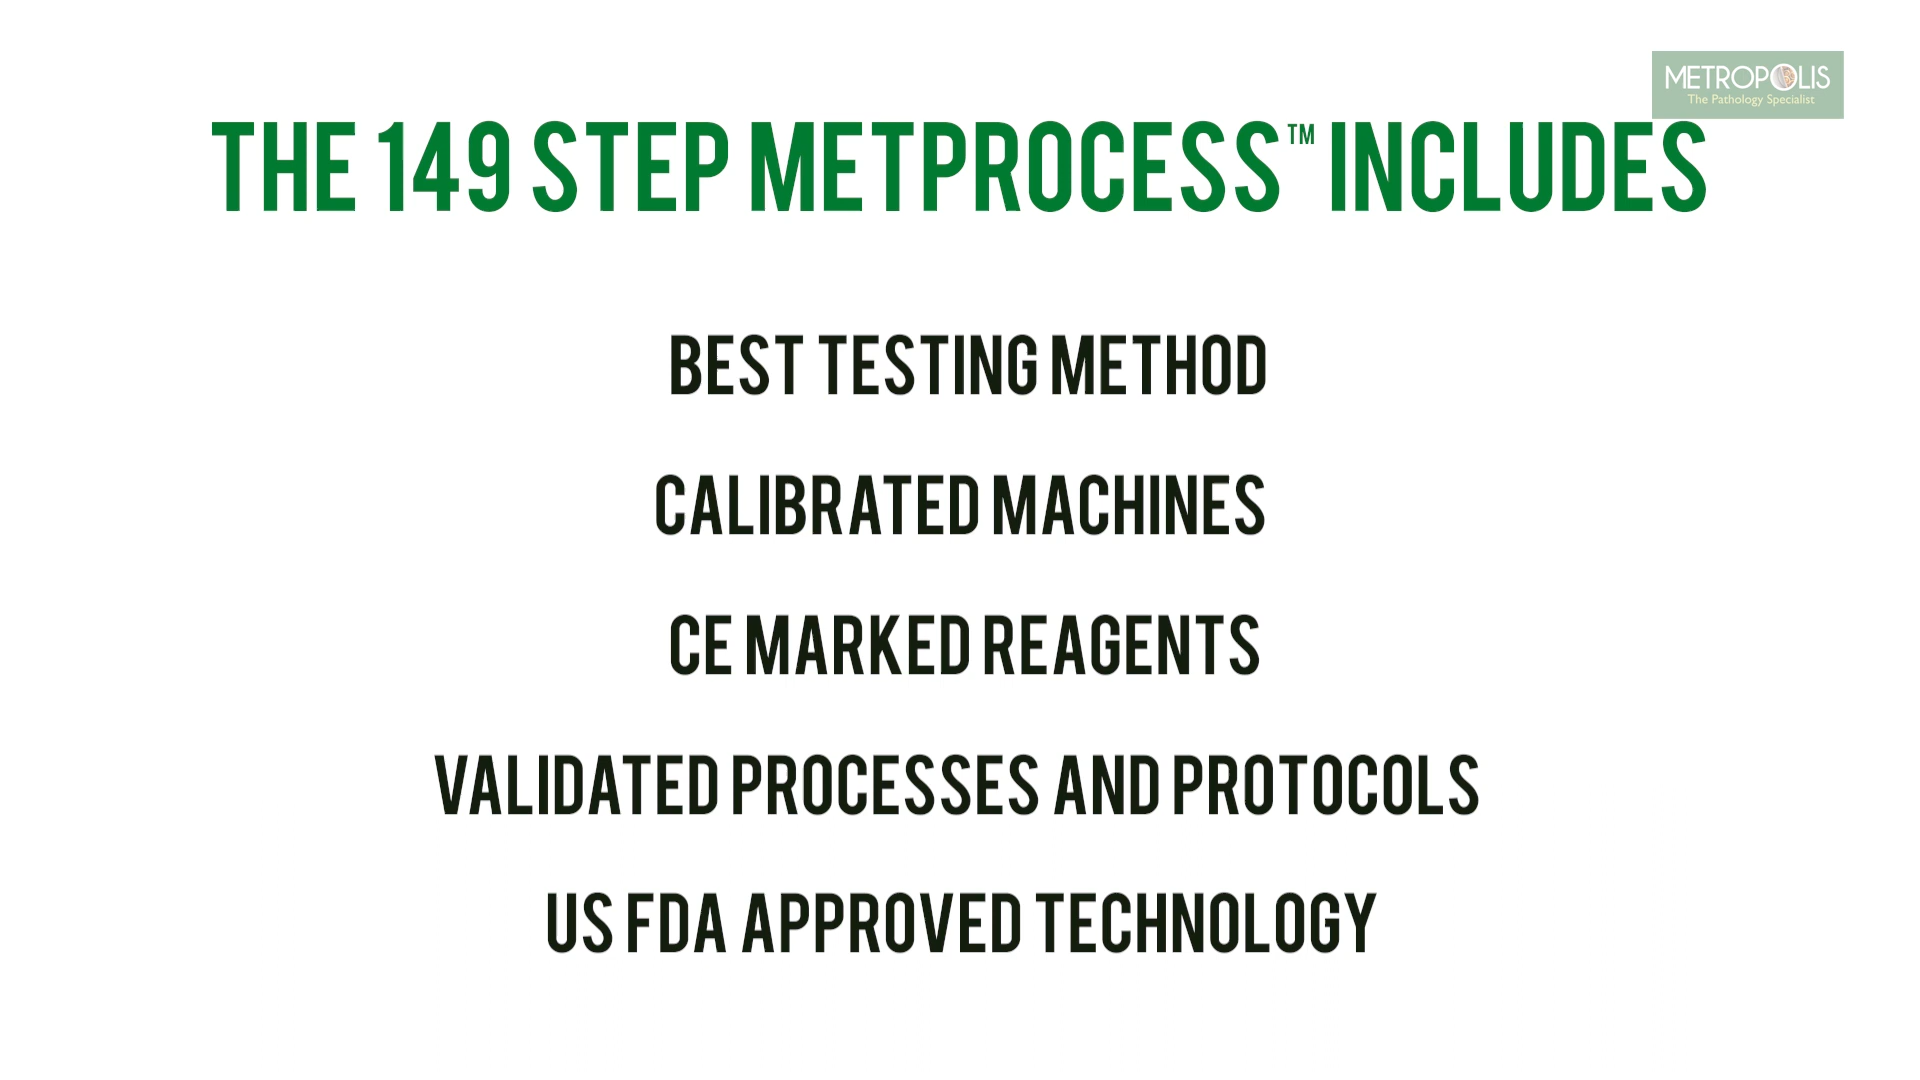 METROPOLIS
The Pathology Specialist
THE 149 STEP METPROCESS™ INCLUDES
BEST TESTING METHOD
CALIBRATED MACHINES
CE MARKED REAGENTS
VALIDATED PROCESSES AND PROTOCOLS
US FDA APPROVED TECHNOLOGY